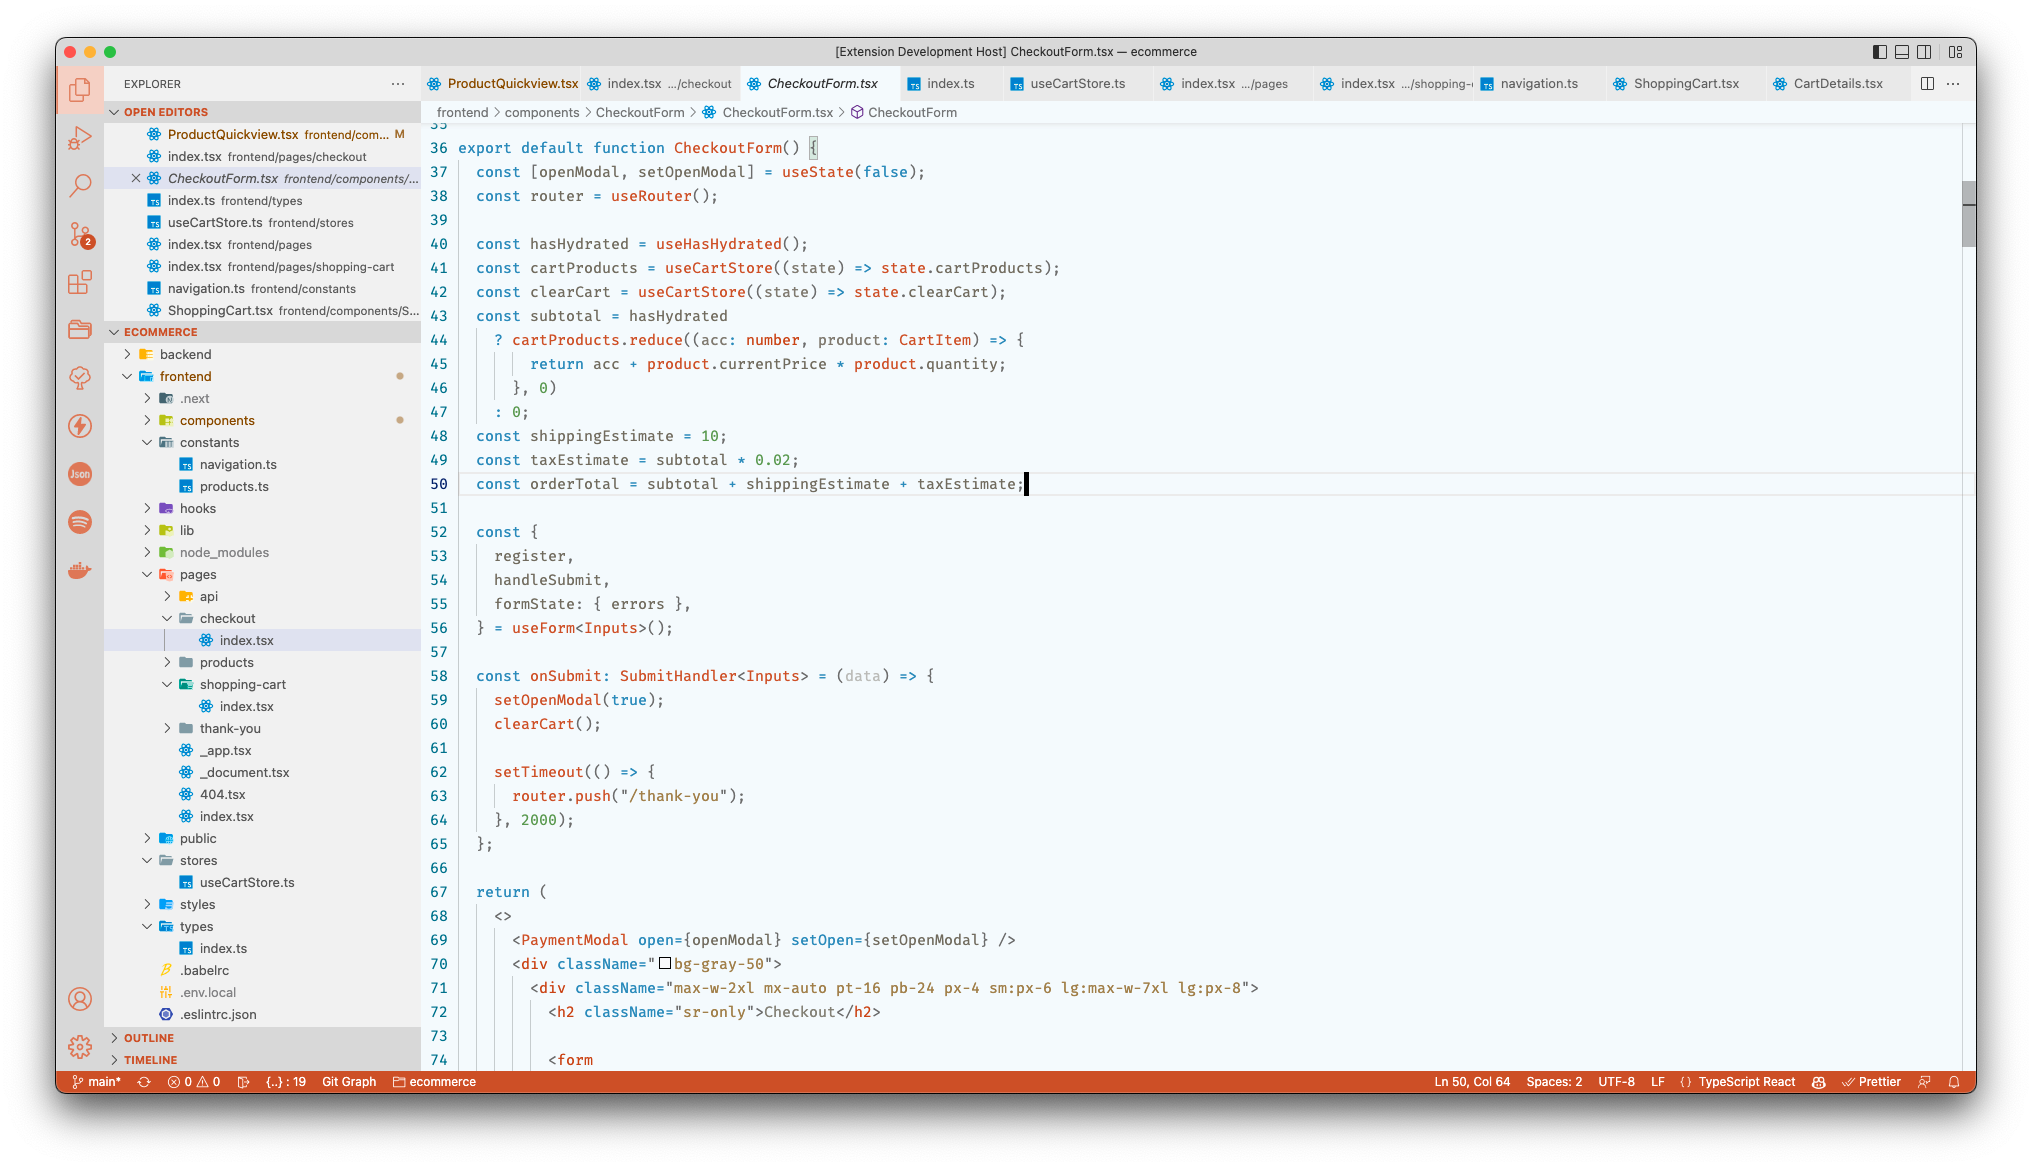 [Extension Development Host] CheckoutForm.tsx — ecommerce
EXPLORER
OPEN EDITORS
ProductQuickview.tsx frontend/com... M
index.tsx frontend/pages/checkout
CheckoutForm.tsx frontend/components/...
index.ts frontend/types
useCartStore.ts frontend/stores
index.tsx frontend/pages
index.tsx frontend/pages/shopping-cart
navigation.ts frontend/constants
ShoppingCart.tsx frontend/components/S...
ECOMMERCE
backend
frontend
.next
components
constants
navigation.ts
products.ts
hooks
lib
node_modules
pages
api
checkout
index.tsx
products
shopping-cart
index.tsx
thank-you
_app.tsx
_document.tsx
404.tsx
index.tsx
public
stores
useCartStore.ts
styles
types
index.ts
.babelrc
.env.local
.eslintrc.json
OUTLINE
TIMELINE
2
Json
ProductQuickview.tsx index.tsx .../checkout CheckoutForm.tsx index.ts useCartStore.ts index.tsx .../pages index.tsx .../shopping- navigation.ts ShoppingCart.tsx CartDetails.tsx
frontend > components > CheckoutForm > CheckoutForm.tsx > CheckoutForm
35
36 export default function CheckoutForm() {
37 const [openModal, setOpenModal] = useState(false);
38 const router = useRouter();
39
40 const hasHydrated = useHasHydrated();
41 const cartProducts = useCartStore((state) => state.cartProducts);
42 const clearCart = useCartStore((state) => state.clearCart);
43 const subtotal = hasHydrated
44 ? cartProducts.reduce((acc: number, product: CartItem) => {
45 return acc + product.currentPrice * product.quantity;
46 }, 0)
47 : 0;
48 const shippingEstimate = 10;
49 const taxEstimate = subtotal * 0.02;
50 const orderTotal = subtotal + shippingEstimate + taxEstimate;
51
52 const {
53 register,
54 handleSubmit,
55 formState: { errors },
56 } = useForm<Inputs>();
57
58 const onSubmit: SubmitHandler<Inputs> = (data) => {
59 setOpenModal(true);
60 clearCart();
61
62 setTimeout(() => {
63 router.push("/thank-you");
64 }, 2000);
65 };
66
67 return (
68 <>
69 <PaymentModal open={openModal} setOpen={setOpenModal} />
70 <div className="bg-gray-50">
71 <div className="max-w-2xl mx-auto pt-16 pb-24 px-4 sm:px-6 lg:max-w-7xl lg:px-8">
72 <h2 className="sr-only">Checkout</h2>
73
74 <form
main* 0 0 {..} : 19 Git Graph ecommerce Ln 50, Col 64 Spaces: 2 UTF-8 LF {} TypeScript React Prettier